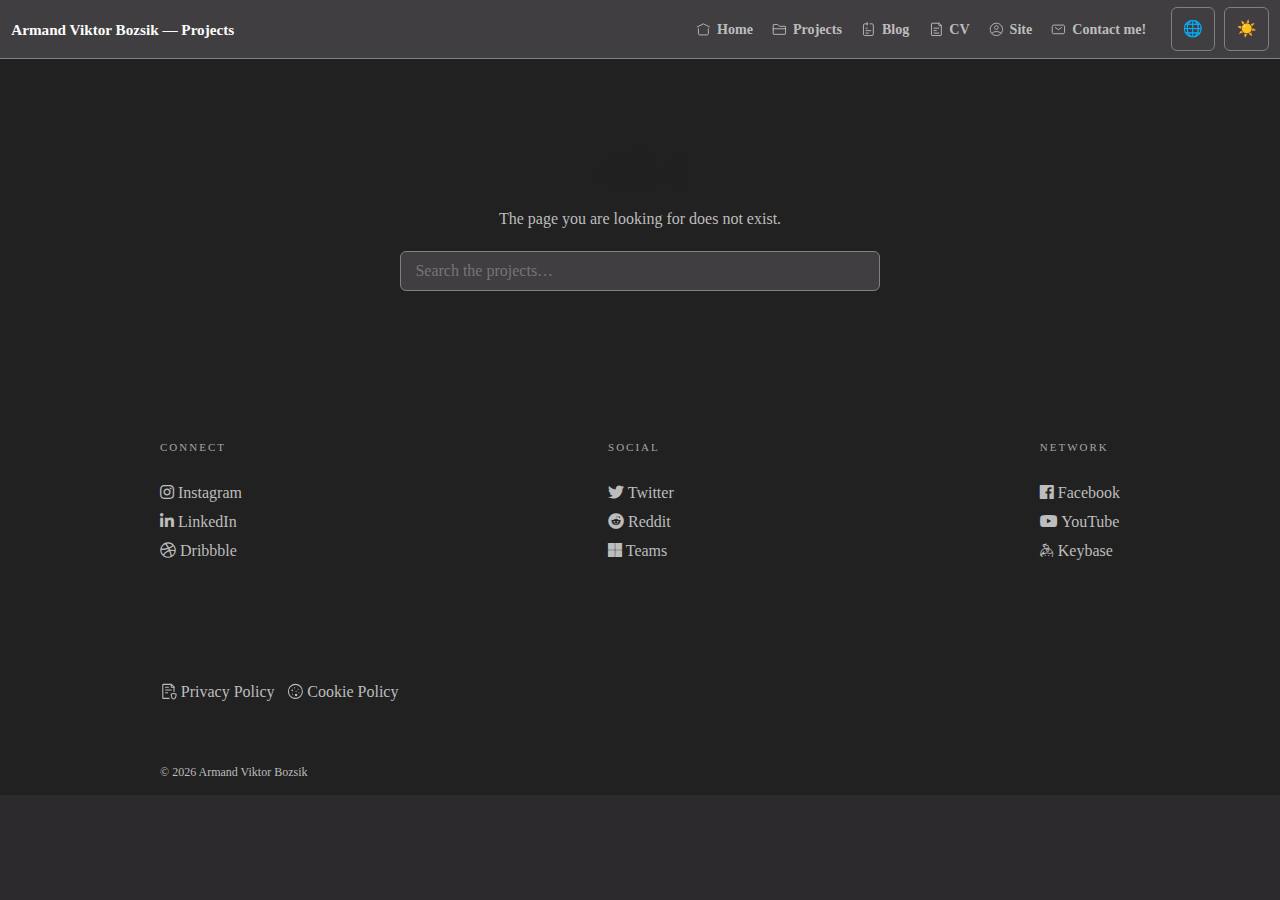 Armand Viktor Bozsik — Projects
Home Projects Blog CV Site Contact me!
The page you are looking for does not exist.
Search the projects…
CONNECT
Instagram
LinkedIn
Dribbble
SOCIAL
Twitter
Reddit
Teams
NETWORK
Facebook
YouTube
Keybase
Privacy Policy Cookie Policy
© 2026 Armand Viktor Bozsik